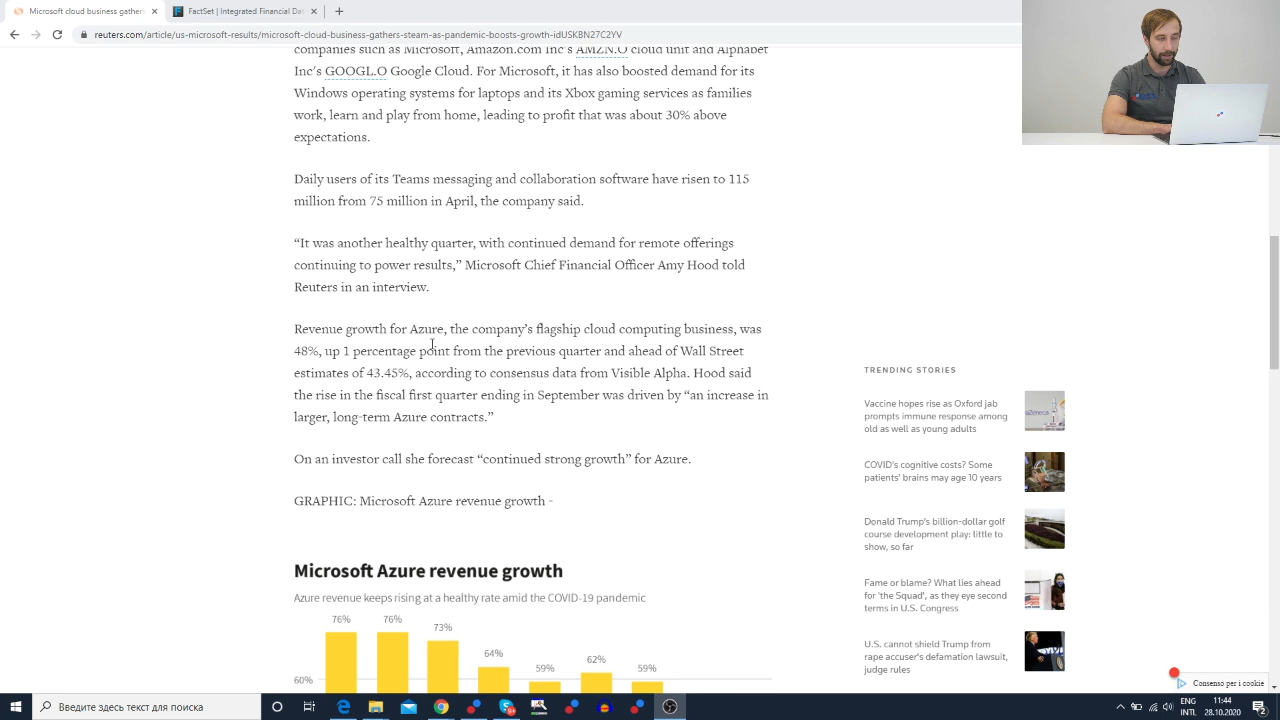 Microsoft cloud business gathers
FactSet | Integrated Financial Da
reuters.com/article/us-microsoft-results/microsofts-cloud-business-gathers-steam-as-pandemic-boosts-growth-idUSKBN27C2YV
companies such as Microsoft, Amazon.com Inc's AMZN.O cloud unit and Alphabet
Inc's GOOGL.O Google Cloud. For Microsoft, it has also boosted demand for its
Windows operating systems for laptops and its Xbox gaming services as families
work, learn and play from home, leading to profit that was about 30% above
expectations.
Daily users of its Teams messaging and collaboration software have risen to 115
million from 75 million in April, the company said.
“It was another healthy quarter, with continued demand for remote offerings
continuing to power results,” Microsoft Chief Financial Officer Amy Hood told
Reuters in an interview.
Revenue growth for Azure, the company’s flagship cloud computing business, was
48%, up 1 percentage point from the previous quarter and ahead of Wall Street
estimates of 43.45%, according to consensus data from Visible Alpha. Hood said
the rise in the fiscal first quarter ending in September was driven by “an increase in
larger, long-term Azure contracts.”
On an investor call she forecast “continued strong growth” for Azure.
GRAPHIC: Microsoft Azure revenue growth -
Microsoft Azure revenue growth
Azure revenue keeps rising at a healthy rate amid the COVID-19 pandemic
76%
76%
73%
64%
59%
62%
59%
60%
TRENDING STORIES
Vaccine hopes rise as Oxford jab
prompts immune response among
old as well as young adults
COVID's cognitive costs? Some
patients' brains may age 10 years
Donald Trump's billion-dollar golf
course development play: little to
show, so far
Fame or blame? What lies ahead
for 'the Squad', as they eye second
terms in U.S. Congress
U.S. cannot shield Trump from
rape accuser's defamation lawsuit,
judge rules
Consenso per i cookie
Введите здесь текст для поиска
99+
INTL
11:44
28.10.2020